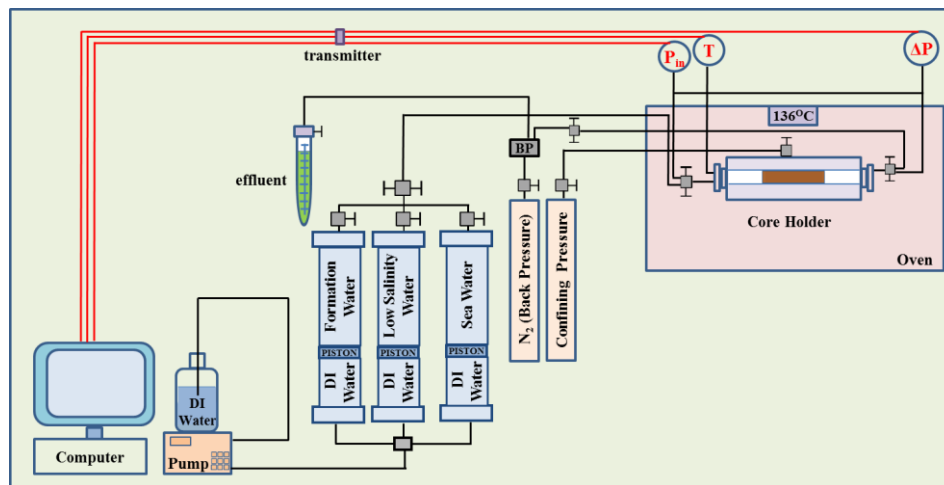 transmitter
P_in
T
ΔP
136°C
BP
effluent
Core Holder
Oven
Formation
Water
Low Salinity
Water
Sea Water
N₂ (Back Pressure)
Confining Pressure
PISTON
PISTON
PISTON
DI
Water
DI
Water
DI
Water
DI
Water
Computer
Pump